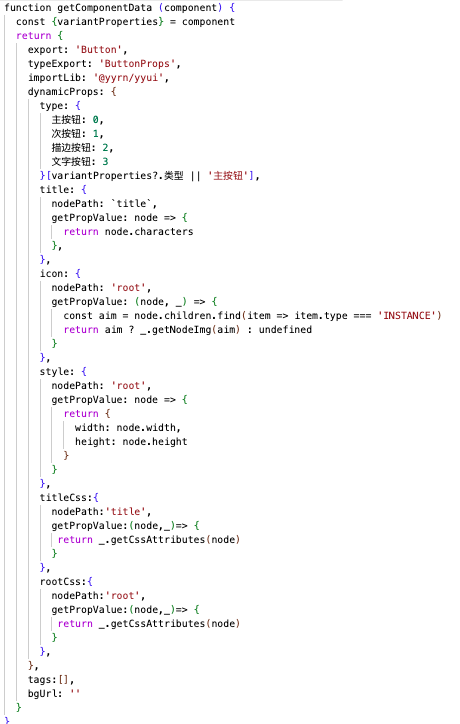 function getComponentData (component) {
  const {variantProperties} = component
  return {
    export: 'Button',
    typeExport: 'ButtonProps',
    importLib: '@yyrn/yyui',
    dynamicProps: {
      type: {
        主按钮: 0,
        次按钮: 1,
        描边按钮: 2,
        文字按钮: 3
      }[variantProperties?.类型 || '主按钮'],
      title: {
        nodePath: `title`,
        getPropValue: node => {
          return node.characters
        },
      },
      icon: {
        nodePath: 'root',
        getPropValue: (node, _) => {
          const aim = node.children.find(item => item.type === 'INSTANCE')
          return aim ? _.getNodeImg(aim) : undefined
        }
      },
      style: {
        nodePath: 'root',
        getPropValue: node => {
          return {
            width: node.width,
            height: node.height
          }
        }
      },
      titleCss:{
        nodePath:'title',
        getPropValue:(node,_)=> {
         return _.getCssAttributes(node)
        }
      },
      rootCss:{
        nodePath:'root',
        getPropValue:(node,_)=> {
         return _.getCssAttributes(node)
        }
      },
    },
    tags:[],
    bgUrl: ''
  }
}